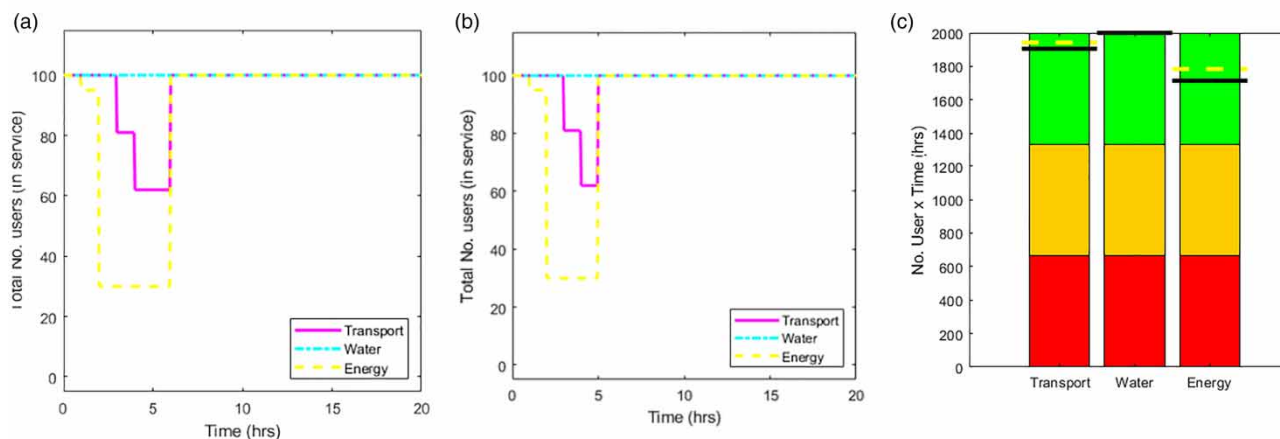 (a)
Total No. users (in service)
100
80
60
40
20
0
0 5 10 15 20
Time (hrs)
Transport
Water
Energy
(b)
Total No. users (in service)
100
80
60
40
20
0
0 5 10 15 20
Time (hrs)
Transport
Water
Energy
(c)
No. User x Time (hrs)
2000
1800
1600
1400
1200
1000
800
600
400
200
0
Transport Water Energy